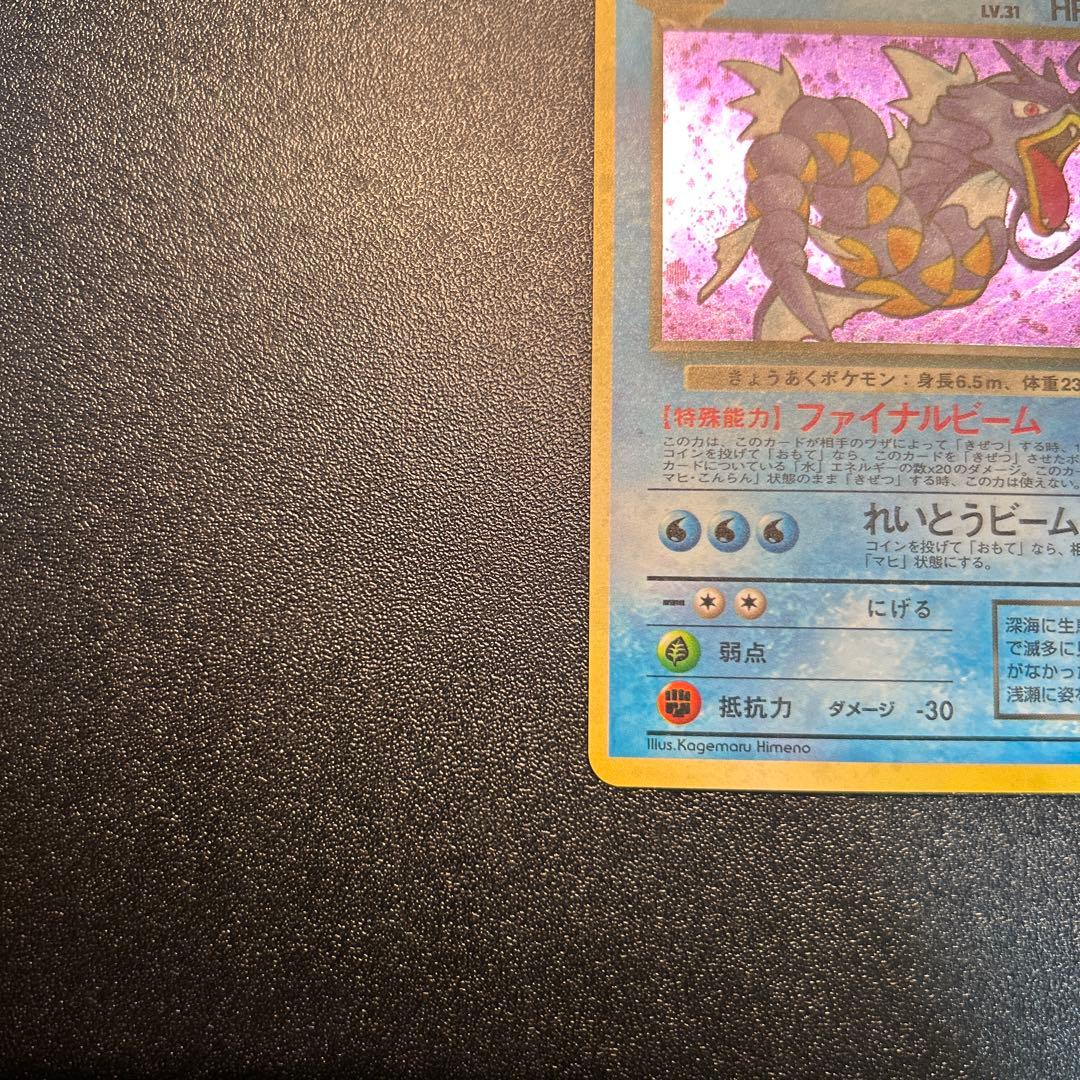 LV.31 HP
きょうあくポケモン：身長6.5m、体重23
【特殊能力】ファイナルビーム
この力は、このカードが相手のワザによって「きぜつ」する時、
コインを投げて「おもて」なら、このカードを「きぜつ」させたポ
カードについている「水」エネルギーの数x20のダメージ。このカー
マヒ・こんらん」状態のまま「きぜつ」する時、この力は使えない。
れいとうビーム
コインを投げて「おもて」なら、相
「マヒ」状態にする。
にげる
弱点
抵抗力 ダメージ -30
深海に生息
で滅多に見
がなかった
浅瀬に姿な
Illus.Kagemaru Himeno